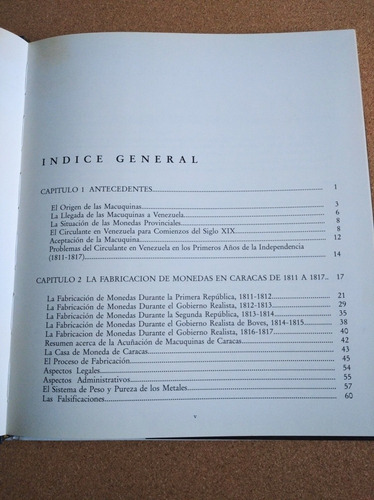 INDICE GENERAL
CAPITULO 1 ANTECEDENTES.................................................. 1
El Origen de las Macuquinas.................................................. 3
La Llegada de las Macuquinas a Venezuela.................................................. 6
La Situación de las Monedas Provinciales.................................................. 8
El Circulante en Venezuela para Comienzos del Siglo XIX.................................................. 8
Aceptación de la Macuquina.................................................. 12
Problemas del Circulante en Venezuela en los Primeros Años de la Independencia
(1811-1817).................................................. 14
CAPITULO 2 LA FABRICACION DE MONEDAS EN CARACAS DE 1811 A 1817.. 17
La Fabricación de Monedas Durante la Primera República, 1811-1812.................... 21
La Fabricación de Monedas Durante el Gobierno Realista, 1812-1813.................... 29
La Fabricación de Monedas Durante la Segunda República, 1813-1814.................... 35
La Fabricación de Monedas Durante el Gobierno Realista de Boves, 1814-1815.......... 38
La Fabricación de Monedas Durante el Gobierno Realista, 1816-1817.................... 40
Resumen acerca de la Acuñación de Macuquinas de Caracas.................... 42
La Casa de Moneda de Caracas.................................................. 43
El Proceso de Fabricación.................................................. 45
Aspectos Legales.................................................. 54
Aspectos Administrativos.................................................. 55
El Sistema de Peso y Pureza de los Metales.................................................. 57
Las Falsificaciones.................................................. 60
v